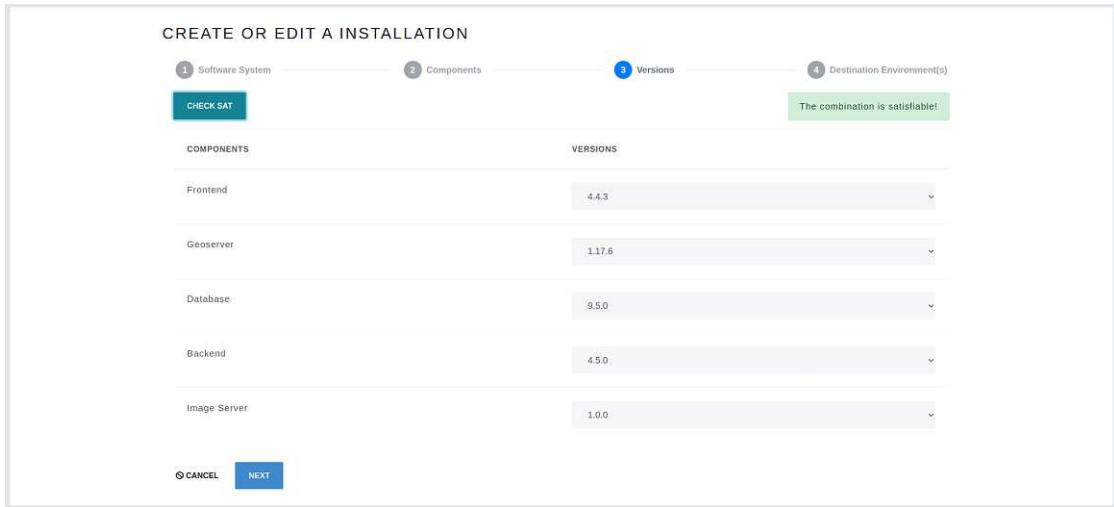 CREATE OR EDIT A INSTALLATION
1 Software System 2 Components 3 Versions 4 Destination Environment(s)
CHECK SAT The combination is satisfiable!
COMPONENTS VERSIONS
Frontend 4.4.3
Geoserver 1.17.6
Database 9.5.0
Backend 4.5.0
Image Server 1.0.0
CANCEL NEXT